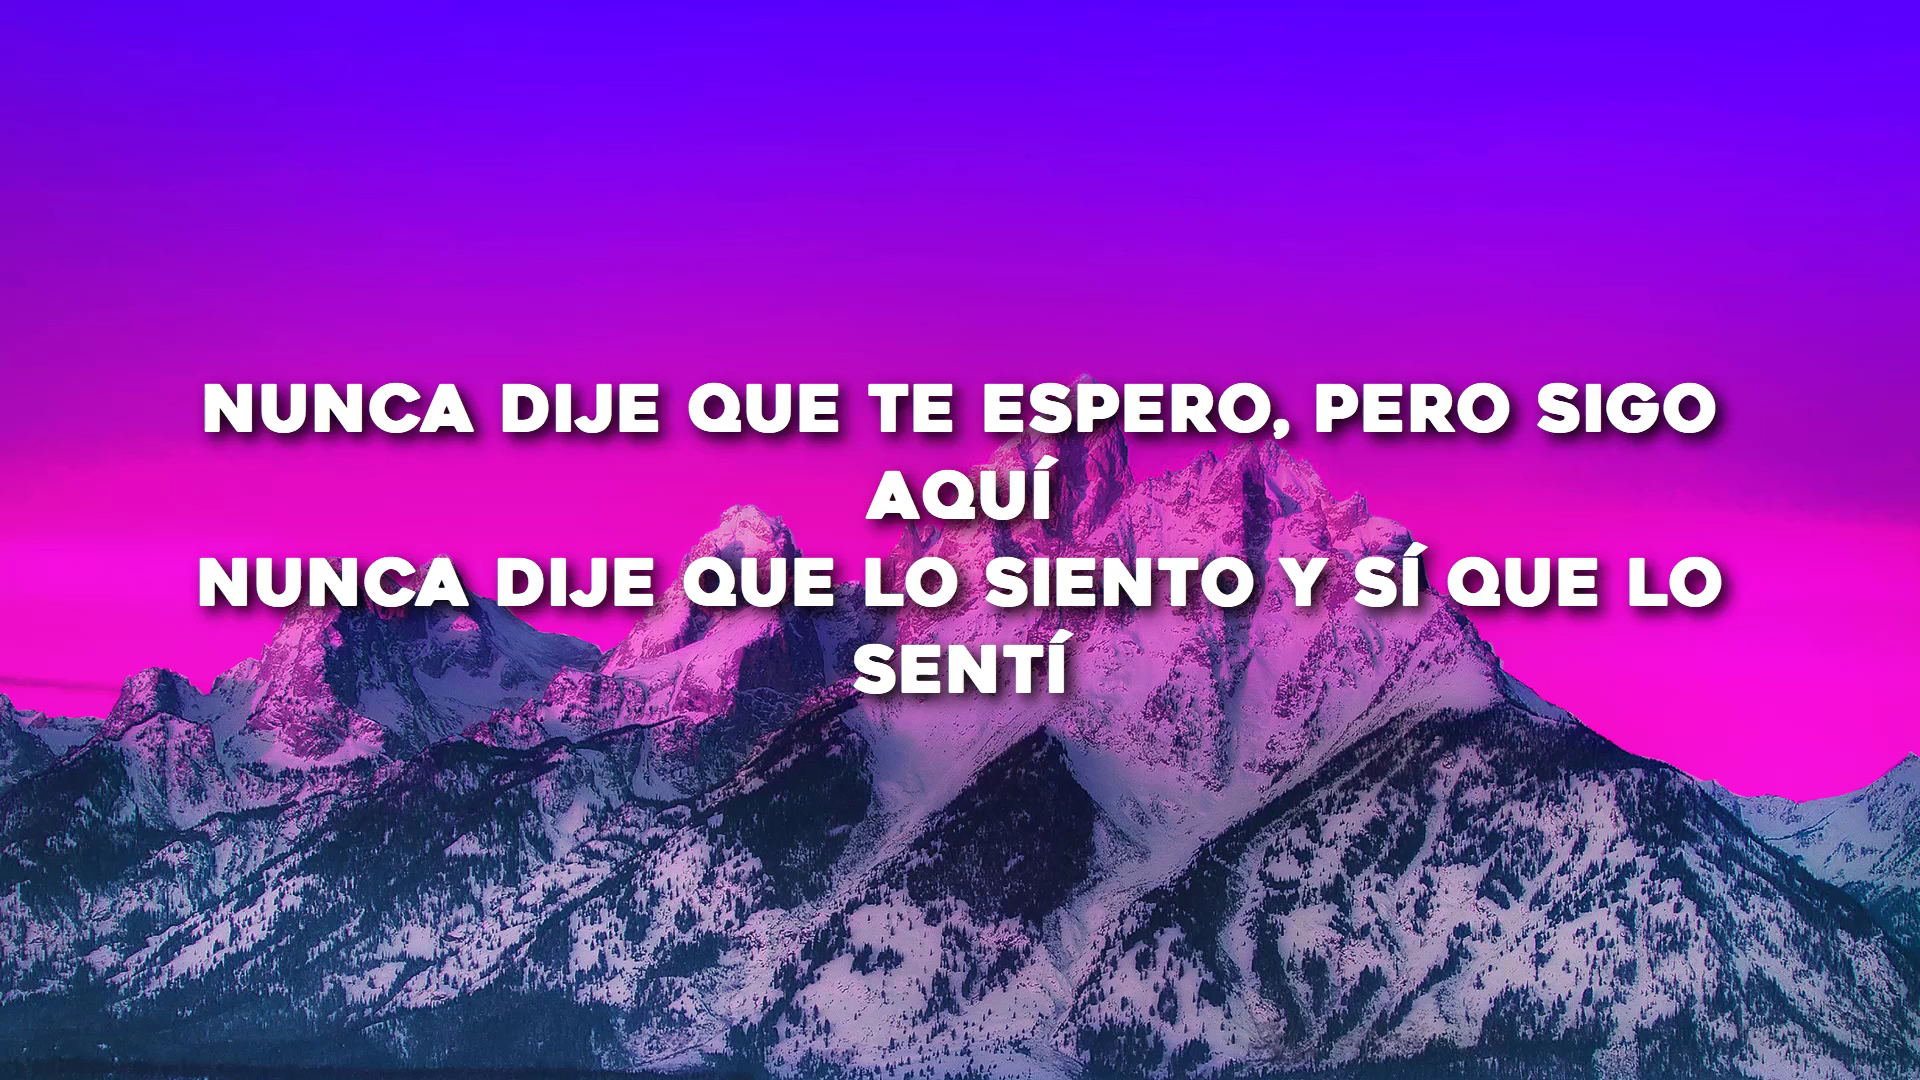 NUNCA DIJE QUE TE ESPERO, PERO SIGO
AQUÍ
NUNCA DIJE QUE LO SIENTO Y SÍ QUE LO
SENTÍ